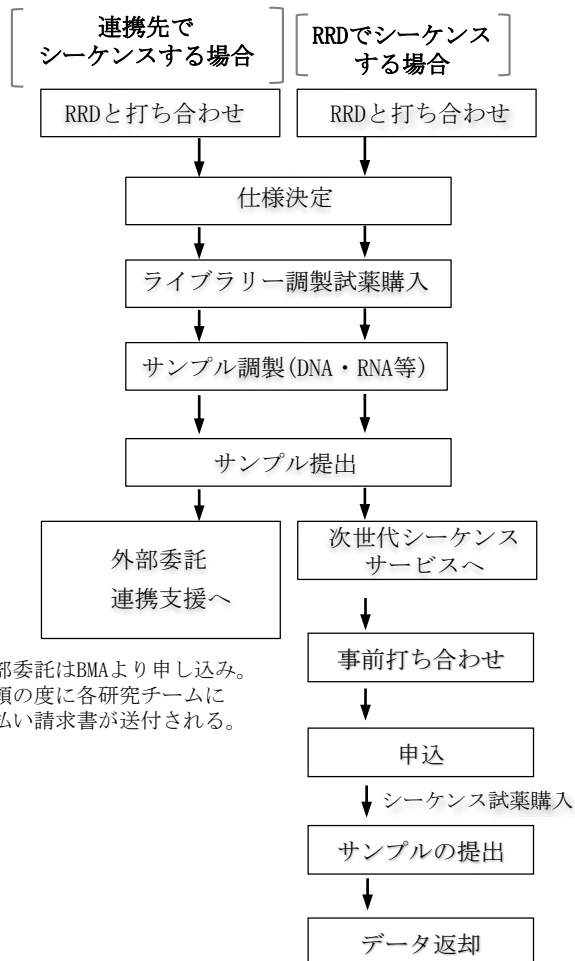 連携先で
シーケンスする場合
RRDでシーケンス
する場合
RRDと打ち合わせ
RRDと打ち合わせ
仕様決定
ライブラリー調製試薬購入
サンプル調製(DNA・RNA等)
サンプル提出
外部委託
連携支援へ
次世代シーケンス
サービスへ
部委託はBMAより申し込み。
頼の度に各研究チームに
払い請求書が送付される。
事前打ち合わせ
申込
シーケンス試薬購入
サンプルの提出
データ返却